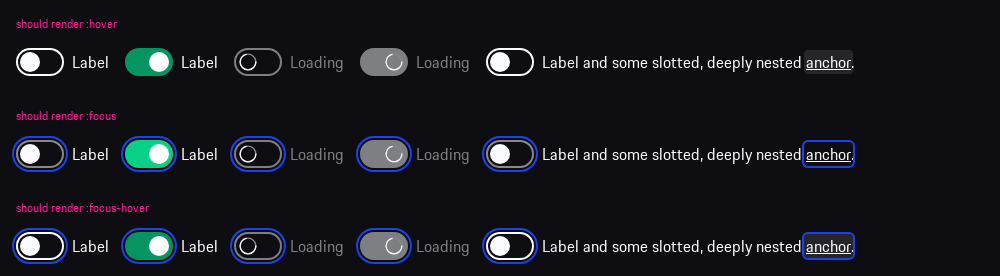 should render :hover
Label Label Loading Loading Label and some slotted, deeply nested anchor.
should render :focus
Label Label Loading Loading Label and some slotted, deeply nested anchor.
should render :focus-hover
Label Label Loading Loading Label and some slotted, deeply nested anchor.